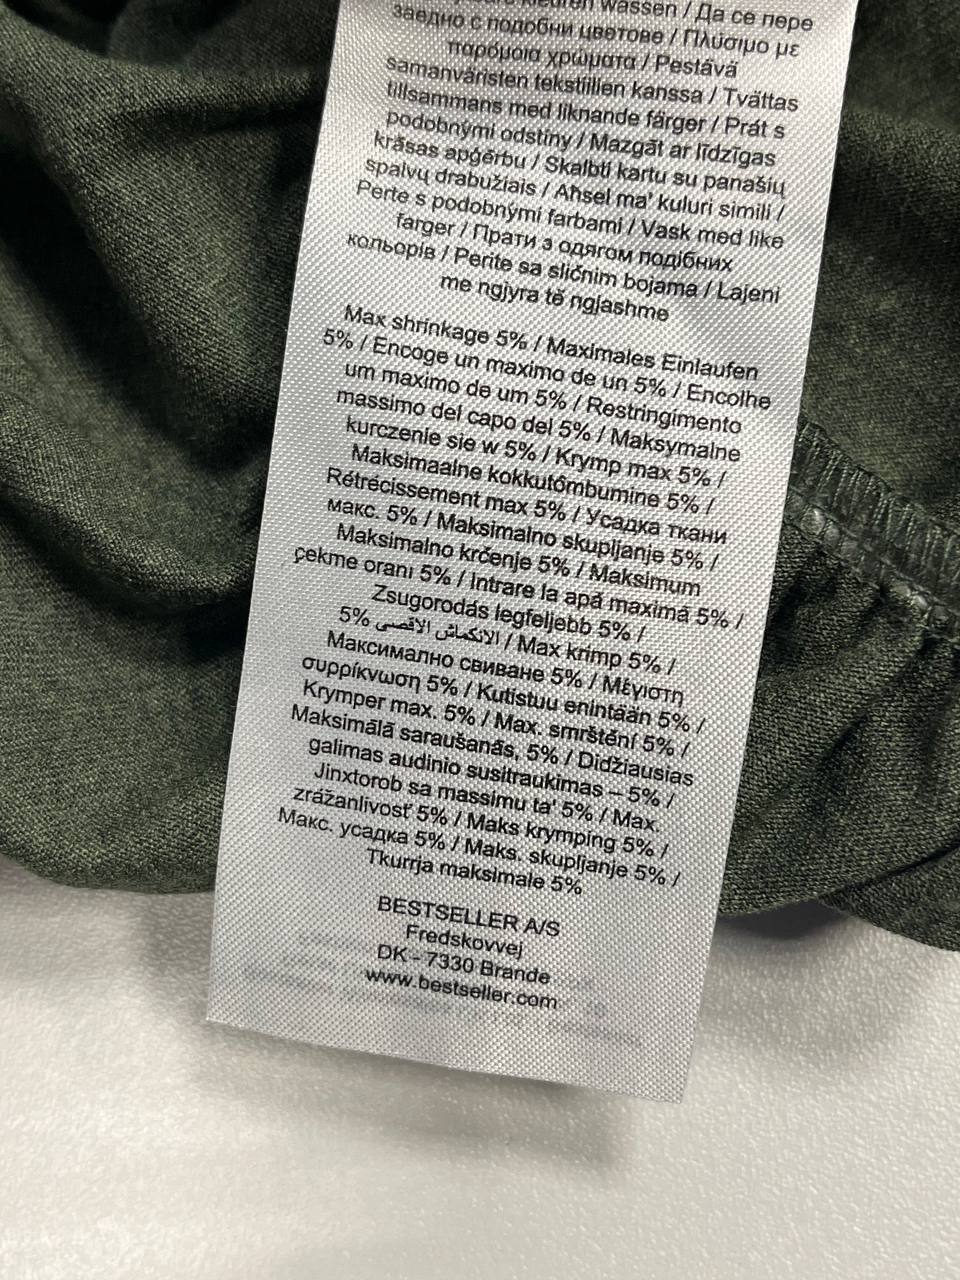 kleuren wassen / Да се пере
заедно с подобни цветове / Πλύσιμο με
παρόμοια χρώματα / Pestävä
samanväristen tekstiilien kanssa / Tvättas
tillsammans med liknande färger / Prát s
podobnými odstíny / Mazgāt ar līdzīgas
krāsas apģērbu / Skalbti kartu su panašių
spalvų drabužiais / Aħsel ma' kuluri simili /
Perte s podobnými farbami / Vask med like
farger / Прати з одягом подібних
кольорів / Perite sa sličnim bojama / Lajeni
me ngjyra të ngjashme
Max shrinkage 5% / Maximales Einlaufen
5% / Encoge un maximo de un 5% / Encolhe
um maximo de um 5% / Restringimento
massimo del capo del 5% / Maksymalne
kurczenie sie w 5% / Krymp max 5% /
Maksimaalne kokkutõmbumine 5% /
Rétrécissement max 5% / Усадка ткани
макс. 5% / Maksimalno skupljanje 5% /
Maksimalno krčenje 5% / Maksimum
çekme oranı 5% / Intrare la apă maximă 5% /
Zsugorodás legfeljebb 5% /
الانكماش الاقصى 5% / Max krimp 5% /
Максимално свиване 5% / Μέγιστη
συρρίκνωση 5% / Kutistuu enintään 5% /
Krymper max. 5% / Max. smrštění 5% /
Maksimālā saraušanās, 5% / Didžiausias
galimas audinio susitraukimas – 5% /
Jinxtorob sa massimu ta' 5% / Max.
zrážanlivosť 5% / Maks krymping 5% /
Макс. усадка 5% / Maks. skupljanje 5% /
Tkurrja maksimale 5%
BESTSELLER A/S
Fredskovvej
DK - 7330 Brande
www.bestseller.com